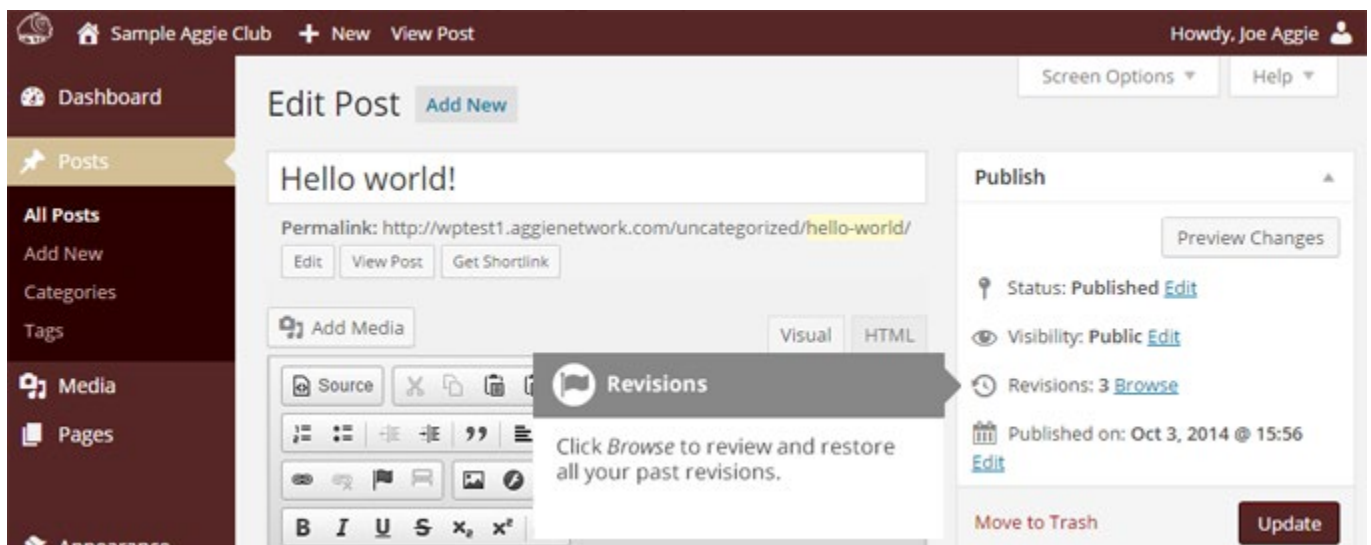 Sample Aggie Club + New View Post Howdy, Joe Aggie
Screen Options Help
Dashboard
Edit Post Add New
Posts
Hello world!
Publish
All Posts
Permalink: http://wptest1.aggienetwork.com/uncategorized/hello-world/
Preview Changes
Add New
Edit View Post Get Shortlink
Categories
Status: Published Edit
Tags
Add Media
Visual HTML
Visibility: Public Edit
Media
Source
Revisions
Revisions: 3 Browse
Pages
Click Browse to review and restore
all your past revisions.
Published on: Oct 3, 2014 @ 15:56
Edit
B I U S x₂ x²
Move to Trash
Update
Appearance